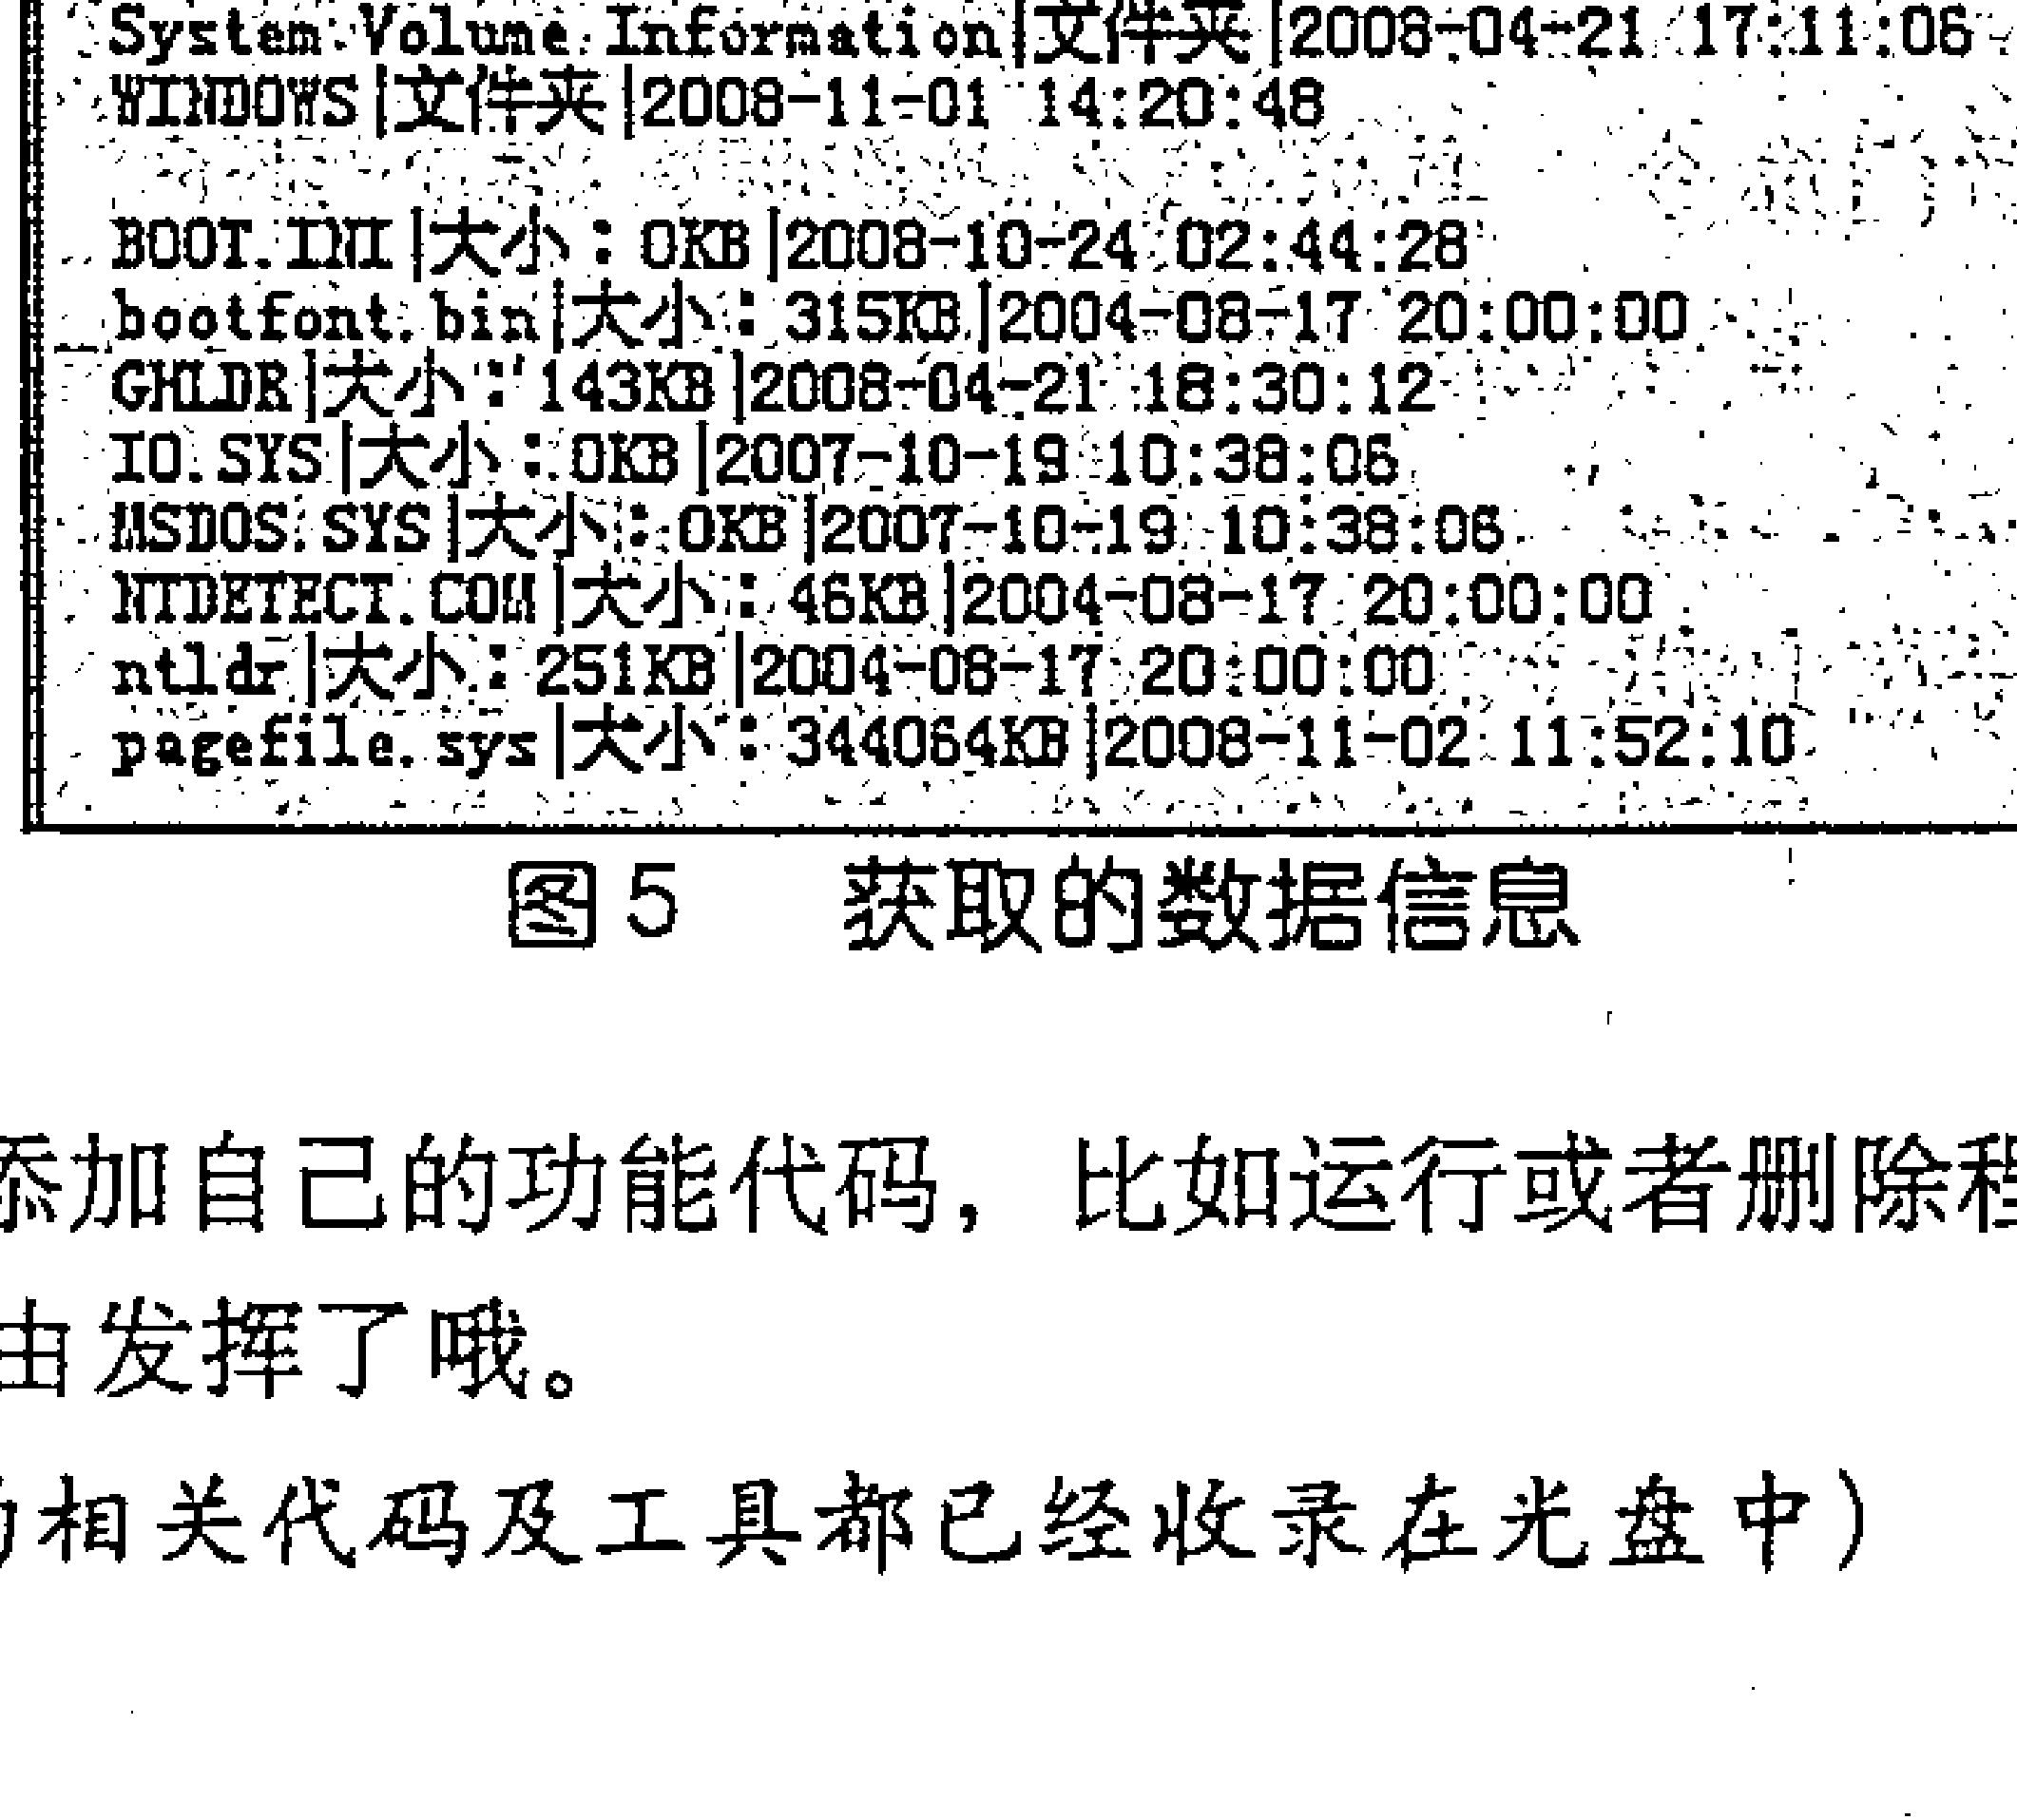 System Volume Information|文件夹|2008-04-21 17:11:06
WINDOWS|文件夹|2008-11-01 14:20:48
BOOT.INI|大小：0KB|2008-10-24 02:44:28
bootfont.bin|大小：315KB|2004-08-17 20:00:00
GHLDR|大小：143KB|2008-04-21 18:30:12
IO.SYS|大小：0KB|2007-10-19 10:38:06
MSDOS.SYS|大小：0KB|2007-10-19 10:38:06
NTDETECT.COM|大小：46KB|2004-08-17 20:00:00
ntldr|大小：251KB|2004-08-17 20:00:00
pagefile.sys|大小：344064KB|2008-11-02 11:52:10
图5 获取的数据信息
添加自己的功能代码，比如运行或者删除程
由发挥了哦。
相关代码及工具都已经收录在光盘中）